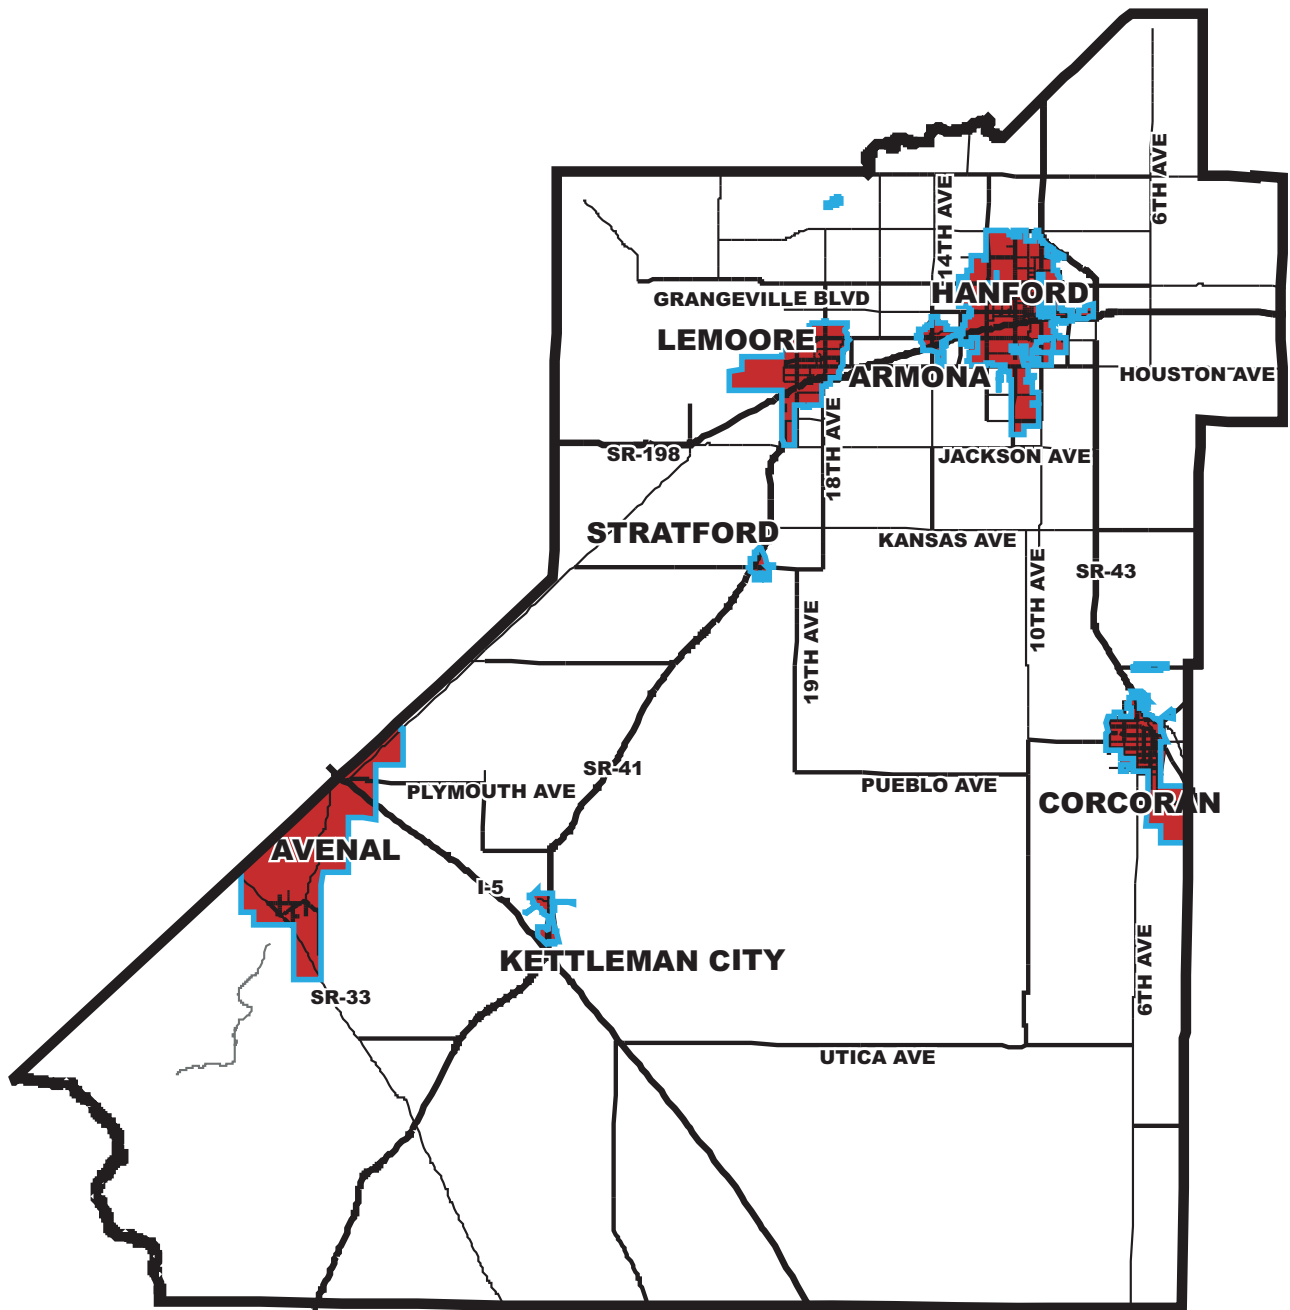 6TH AVE
14TH AVE
HANFORD
GRANGEVILLE BLVD
LEMOORE
ARMONA
HOUSTON AVE
18TH AVE
SR-198
JACKSON AVE
STRATFORD
KANSAS AVE
10TH AVE
SR-43
19TH AVE
SR-41
PLYMOUTH AVE
PUEBLO AVE
CORCORAN
AVENAL
I-5
KETTLEMAN CITY
6TH AVE
SR-33
UTICA AVE